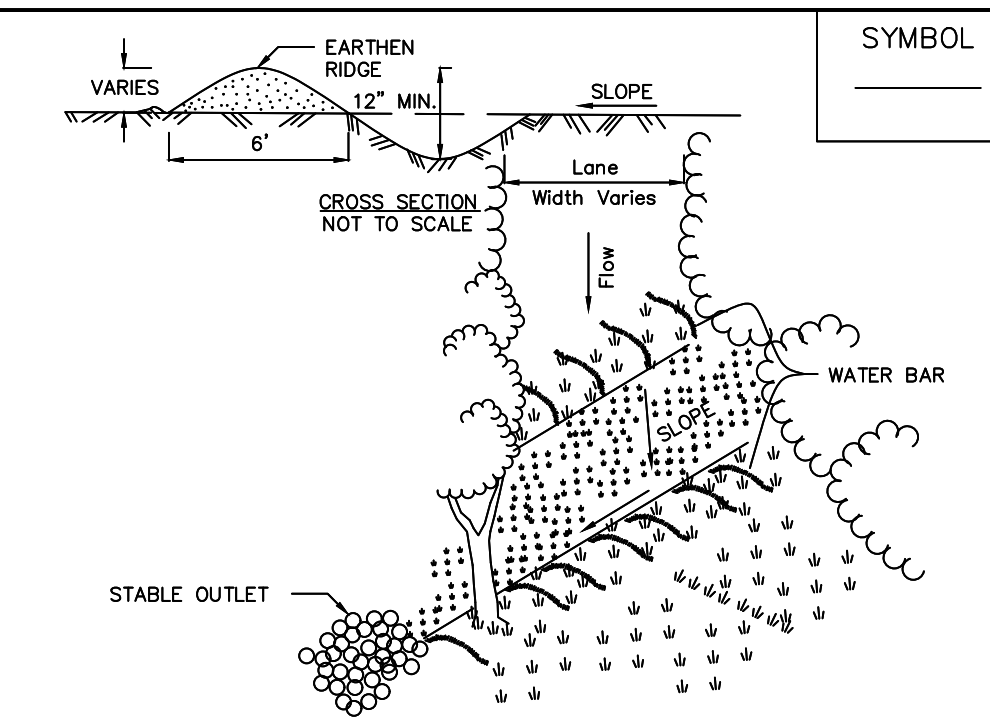 SYMBOL
EARTHEN
RIDGE
VARIES
12" MIN.
SLOPE
6'
Lane
Width Varies
CROSS SECTION
NOT TO SCALE
Flow
WATER BAR
SLOPE
STABLE OUTLET